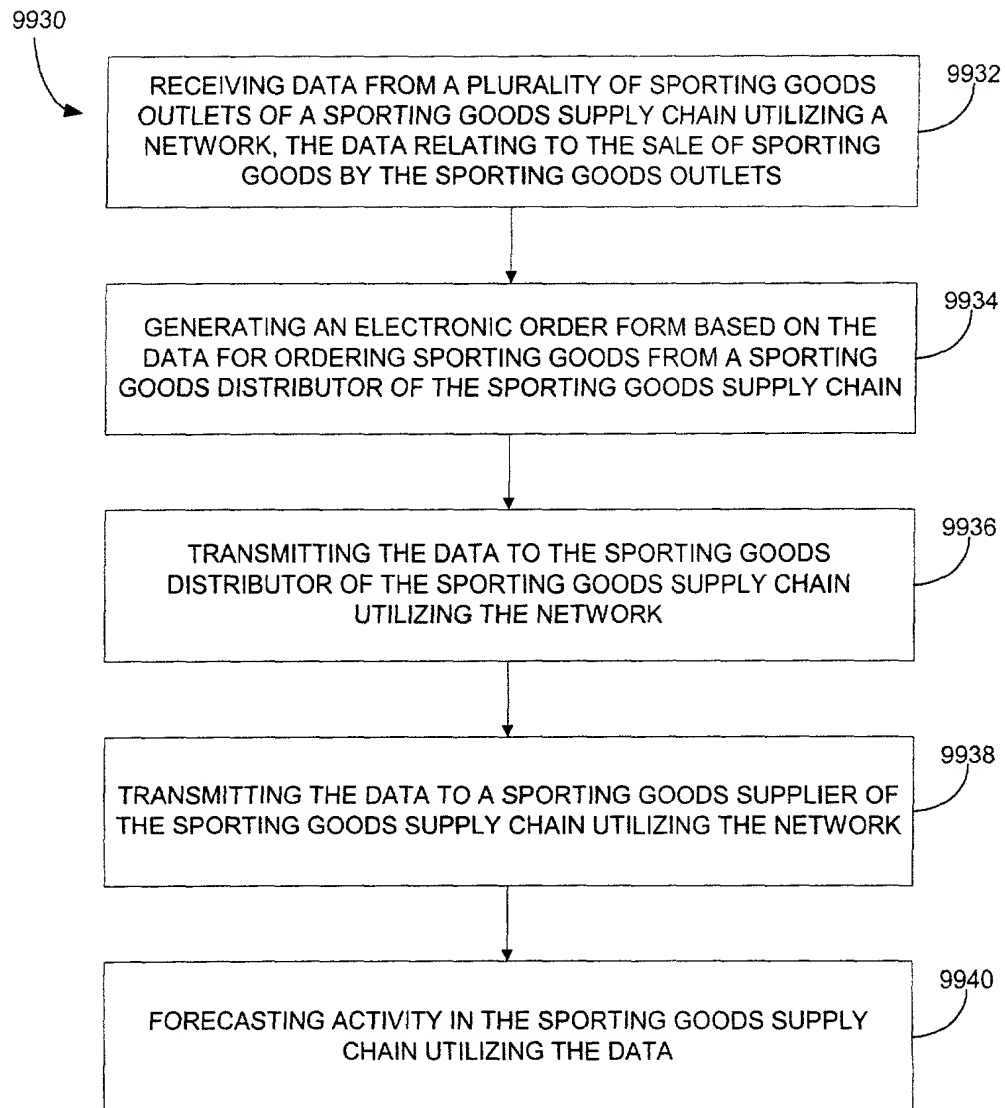 9930
RECEIVING DATA FROM A PLURALITY OF SPORTING GOODS
OUTLETS OF A SPORTING GOODS SUPPLY CHAIN UTILIZING A
NETWORK, THE DATA RELATING TO THE SALE OF SPORTING
GOODS BY THE SPORTING GOODS OUTLETS
9932
GENERATING AN ELECTRONIC ORDER FORM BASED ON THE
DATA FOR ORDERING SPORTING GOODS FROM A SPORTING
GOODS DISTRIBUTOR OF THE SPORTING GOODS SUPPLY CHAIN
9934
TRANSMITTING THE DATA TO THE SPORTING GOODS
DISTRIBUTOR OF THE SPORTING GOODS SUPPLY CHAIN
UTILIZING THE NETWORK
9936
TRANSMITTING THE DATA TO A SPORTING GOODS SUPPLIER OF
THE SPORTING GOODS SUPPLY CHAIN UTILIZING THE NETWORK
9938
FORECASTING ACTIVITY IN THE SPORTING GOODS SUPPLY
CHAIN UTILIZING THE DATA
9940